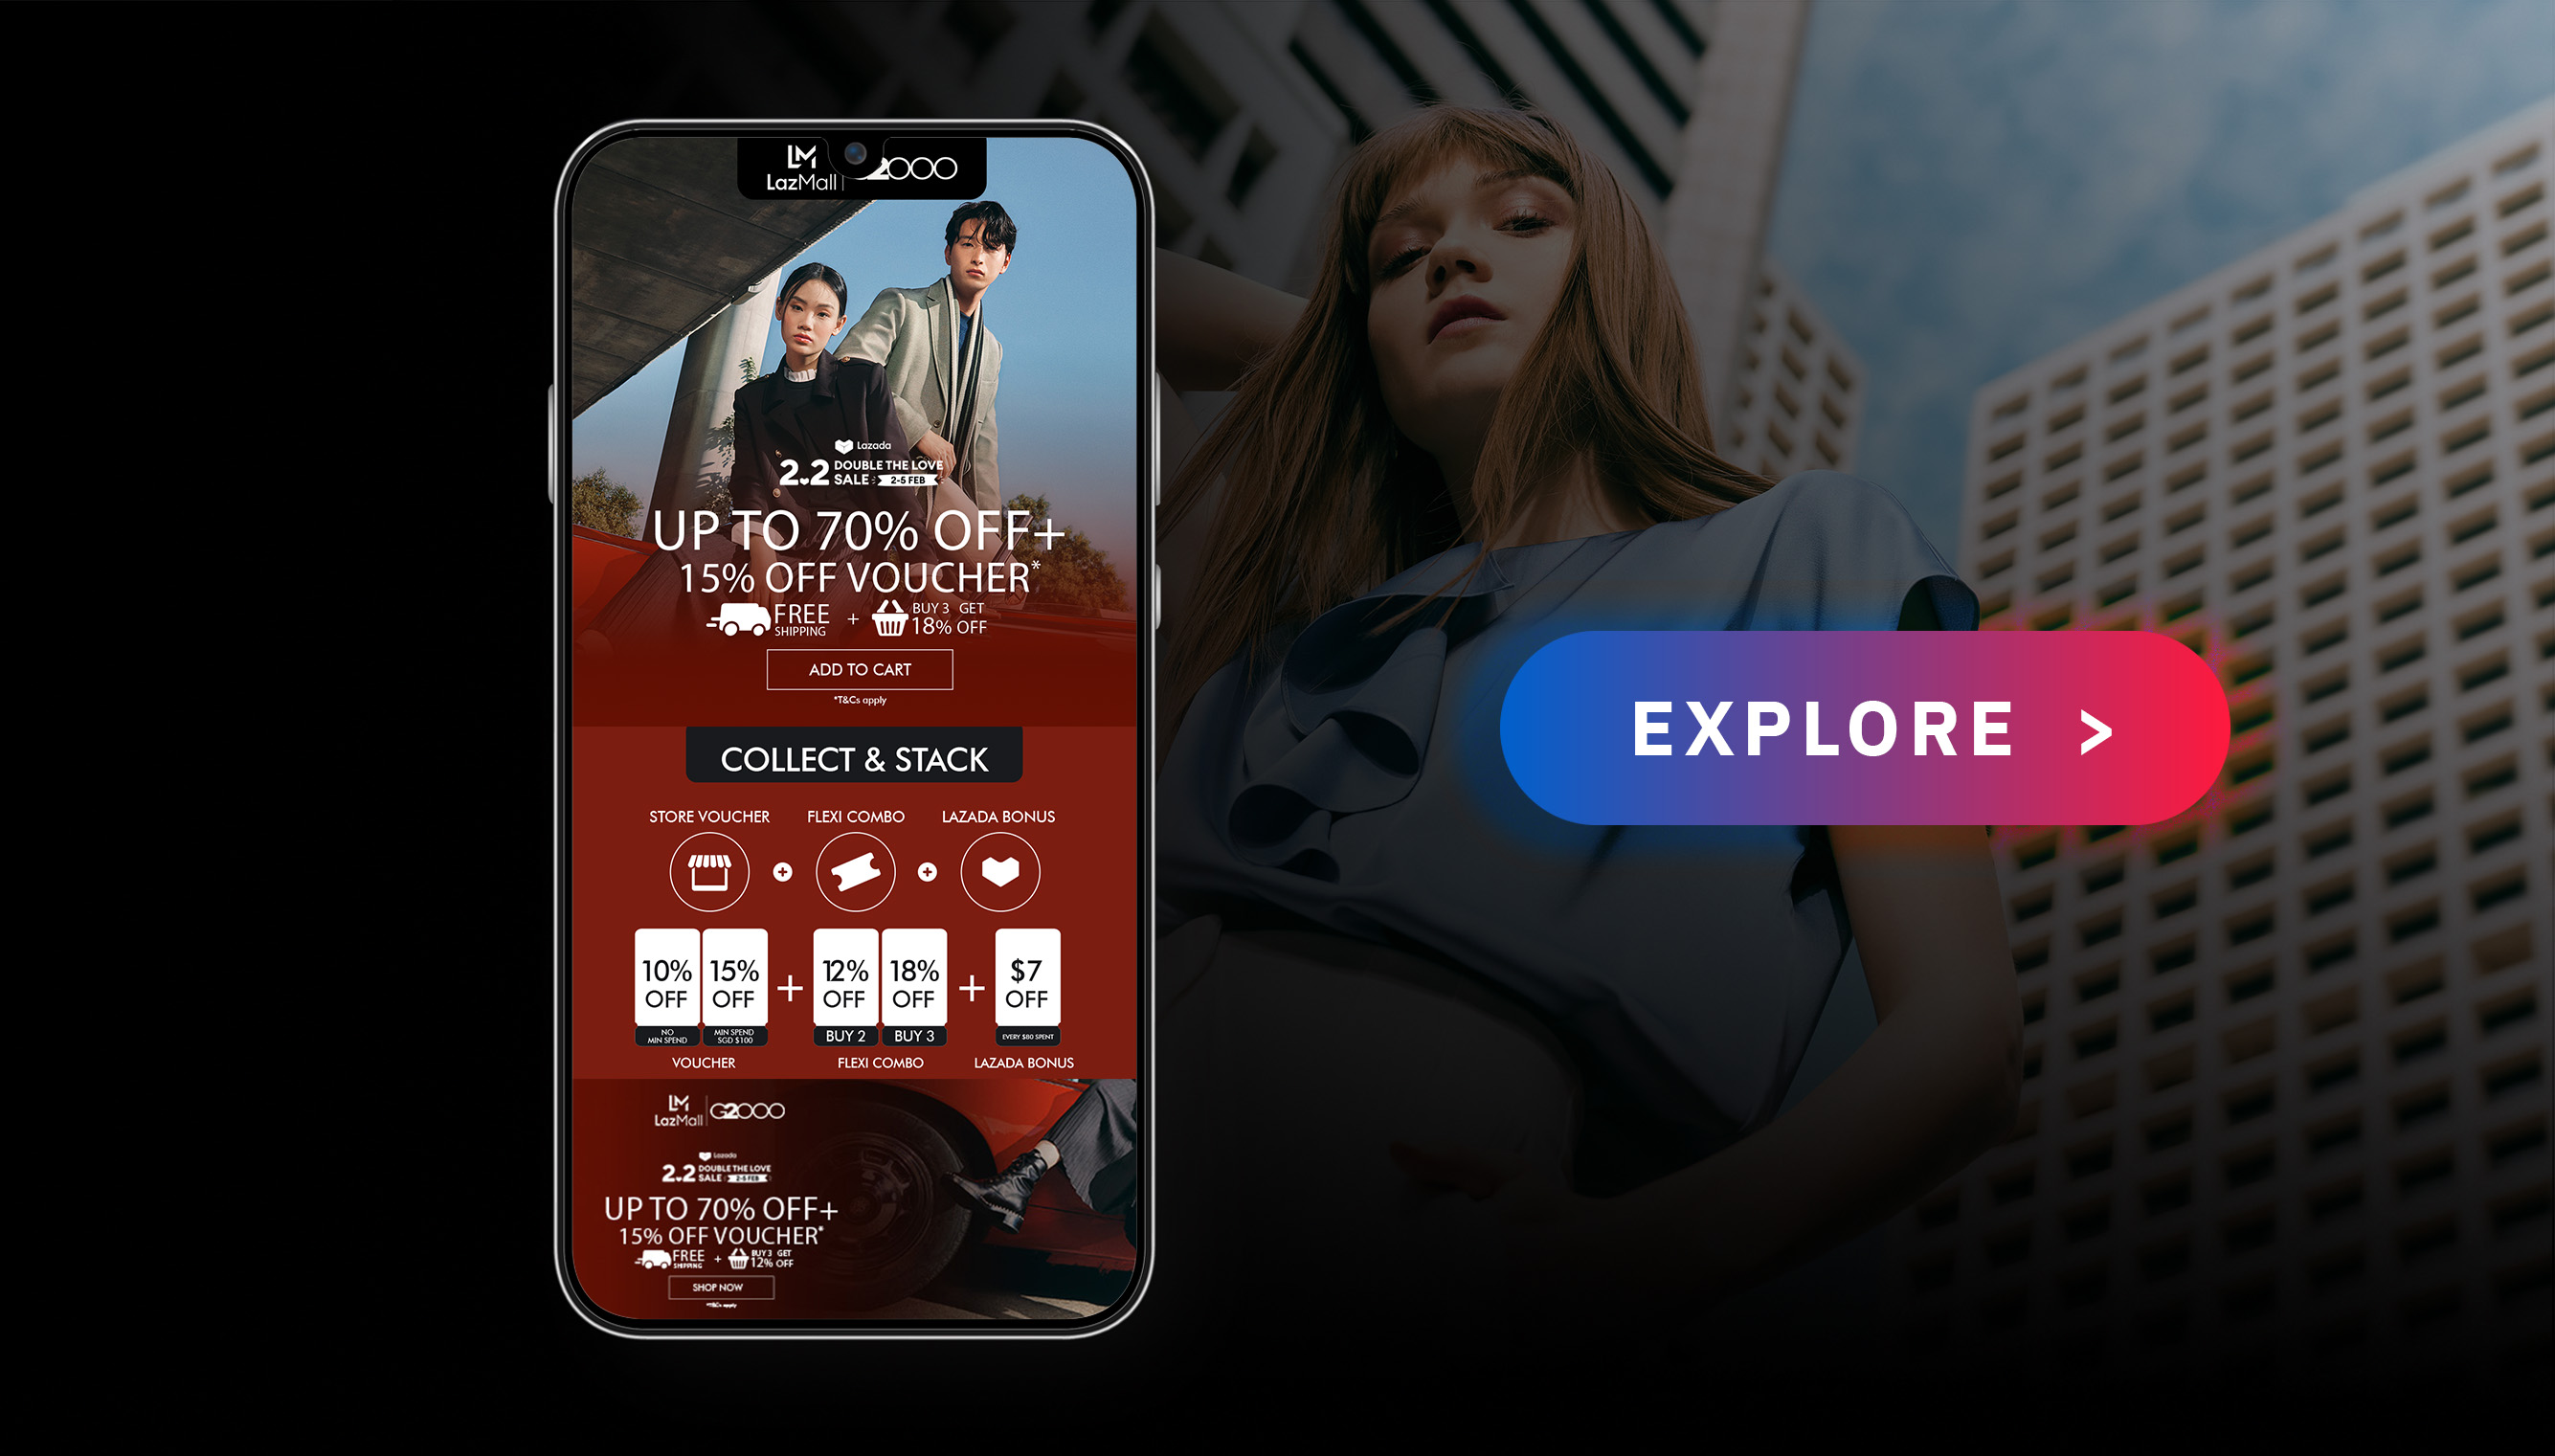 LM
LazMall
2000
Lazada
2.2 DOUBLE THE LOVE
SALE 2-5 FEB
UP TO 70% OFF+
15% OFF VOUCHER*
FREE
SHIPPING
+
BUY 3 GET
18% OFF
ADD TO CART
*T&Cs apply
COLLECT & STACK
STORE VOUCHER
FLEXI COMBO
LAZADA BONUS
10%
OFF
NO
MIN SPEND
15%
OFF
MIN SPEND
SGD $100
VOUCHER
+
12%
OFF
BUY 2
18%
OFF
BUY 3
FLEXI COMBO
+
$7
OFF
EVERY $80 SPENT
LAZADA BONUS
LM
LazMall
G2000
Lazada
2.2 DOUBLE THE LOVE
SALE 2-5 FEB
UP TO 70% OFF+
15% OFF VOUCHER*
FREE
SHIPPING
+
BUY 3 GET
12% OFF
SHOP NOW
*T&Cs apply
EXPLORE >